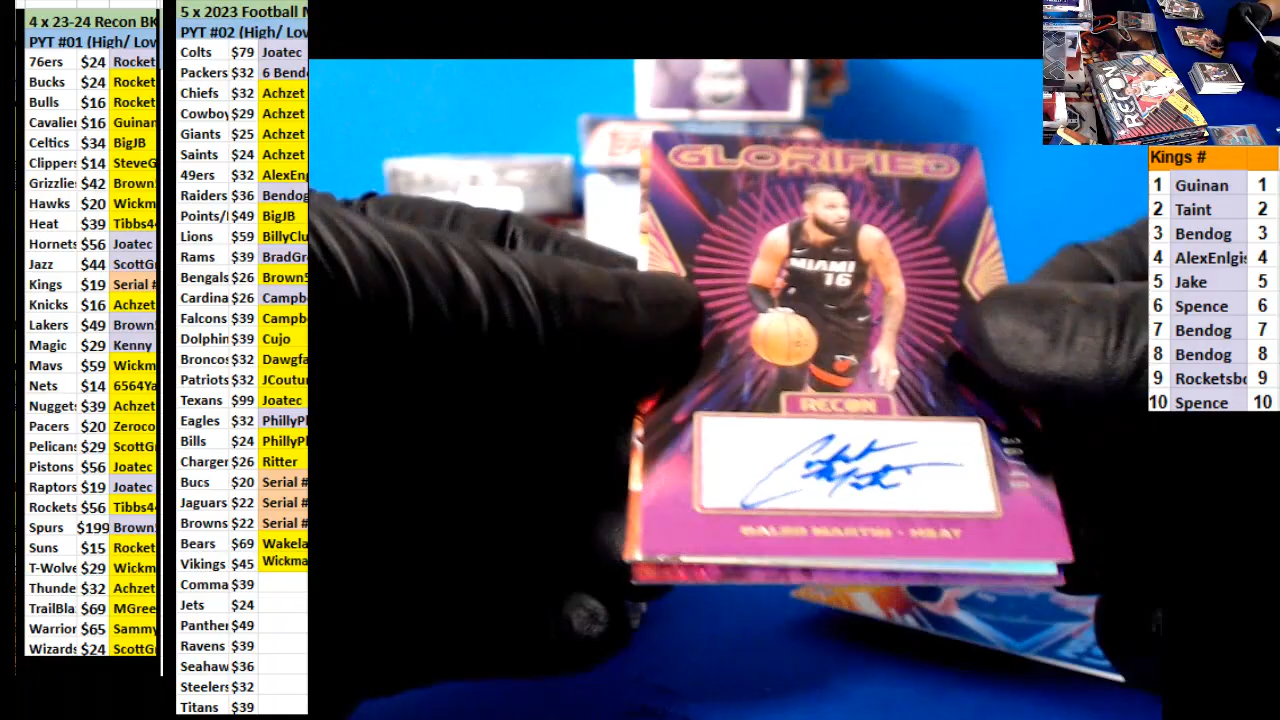 4 x 23-24 Recon BK
PYT #01 (High/ Lov
76ers $24 Rocket
Bucks $24 Rocket
Bulls $16 Rocket
Cavalie $16 Guinan
Celtics $34 BigJB
Clippers $14 SteveG
Grizzlie $42 Brown
Hawks $20 Wickm
Heat $39 Tibbs4
Hornets $56 Joatec
Jazz $44 ScottG
Kings $19 Serial #
Knicks $16 Achzet
Lakers $49 Brown
Magic $29 Kenny
Mavs $59 Wickm
Nets $14 6564Ya
Nugget $39 Achzet
Pacers $20 Zeroco
Pelican $29 ScottG
Pistons $56 Joatec
Raptors $19 Joatec
Rockets $56 Tibbs4
Spurs $199 Brown
Suns $15 Rocket
T-Wolve $29 Wickm
Thunde $32 Achzet
TrailBla $69 MGree
Warrior $65 Sammy
Wizards $24 ScottG
5 x 2023 Football N
PYT #02 (High/ Lov
Colts $79 Joatec
Packers $32 6 Bend
Chiefs $32 Achzet
Cowboy $29 Achzet
Giants $25 Achzet
Saints $24 Achzet
49ers $32 AlexEng
Raiders $36 Bendog
Points/ $49 BigJB
Lions $59 BillyClu
Rams $39 BradGr
Bengals $26 Brown5
Cardina $26 Campb
Falcons $39 Campb
Dolphin $39 Cujo
Bronco $32 Dawgfa
Patriots $32 JCoutu
Texans $99 Joatec
Eagles $32 PhillyP
Bills $24 PhillyP
Charger $26 Ritter
Bucs $20 Serial #
Jaguars $22 Serial #
Browns $22 Serial #
Bears $69 Wakela
Vikings $45 Wickma
Comma $39
Jets $24
Panthe $49
Ravens $39
Seahaw $36
Steelers $32
Titans $39
GLORIFIED
MIAMI
16
RECON
CALEB MARTIN - HEAT
RECON
Kings #
1 Guinan 1
2 Taint 2
3 Bendog 3
4 AlexEnlgis 4
5 Jake 5
6 Spence 6
7 Bendog 7
8 Bendog 8
9 Rocketsbo 9
10 Spence 10